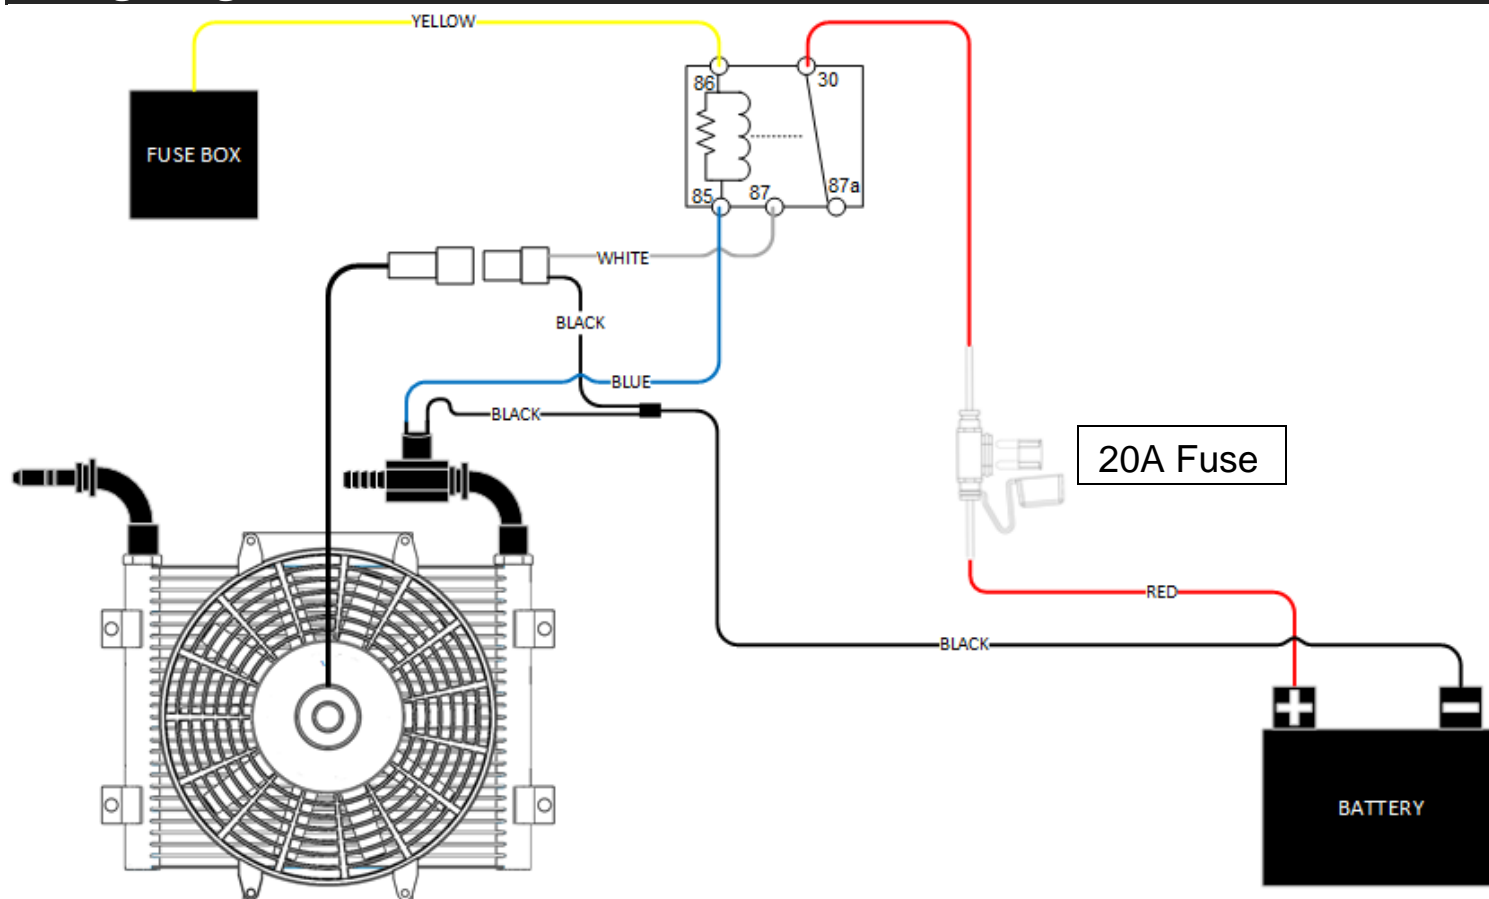 YELLOW
86
30
FUSE BOX
85
87
87a
WHITE
BLACK
BLUE
BLACK
20A Fuse
RED
BLACK
BATTERY